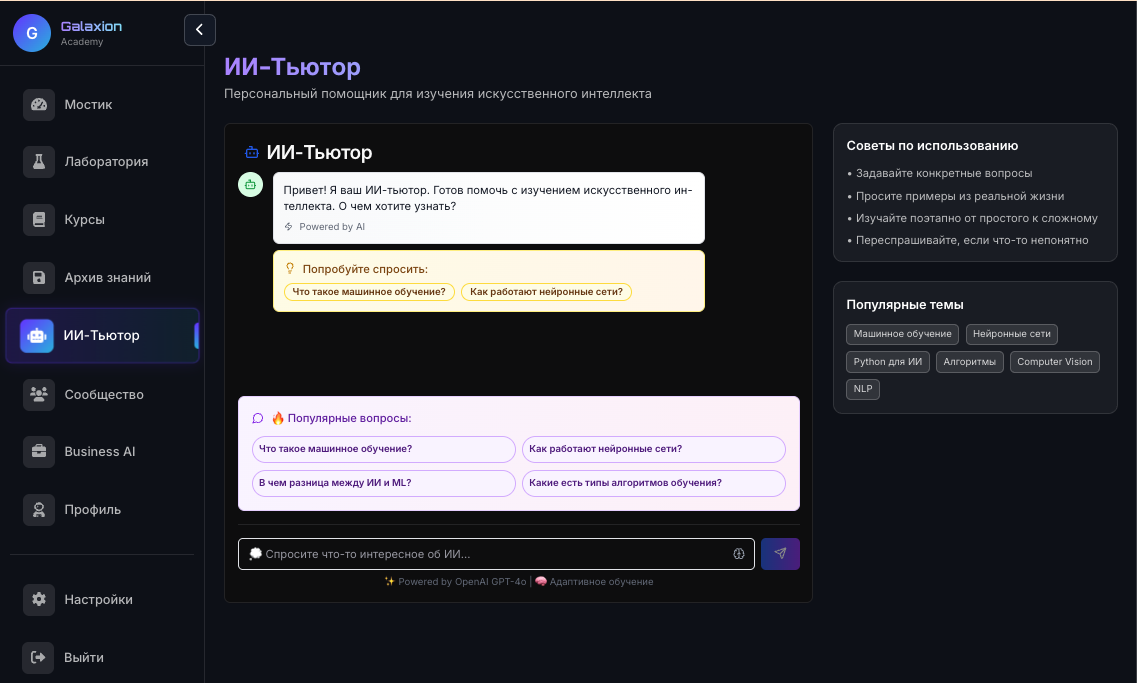 G
Galaxion
Academy
Мостик
Лаборатория
Курсы
Архив знаний
ИИ-Тьютор
Сообщество
Business AI
Профиль
Настройки
Выйти
ИИ-Тьютор
Персональный помощник для изучения искусственного интеллекта
ИИ-Тьютор
Привет! Я ваш ИИ-тьютор. Готов помочь с изучением искусственного ин-
теллекта. О чем хотите узнать?
Powered by AI
Попробуйте спросить:
Что такое машинное обучение? Как работают нейронные сети?
🔥 Популярные вопросы:
Что такое машинное обучение? Как работают нейронные сети?
В чем разница между ИИ и ML? Какие есть типы алгоритмов обучения?
💭 Спросите что-то интересное об ИИ...
✨ Powered by OpenAI GPT-4o | 🧠 Адаптивное обучение
Советы по использованию
• Задавайте конкретные вопросы
• Просите примеры из реальной жизни
• Изучайте поэтапно от простого к сложному
• Переспрашивайте, если что-то непонятно
Популярные темы
Машинное обучение Нейронные сети
Python для ИИ Алгоритмы Computer Vision
NLP